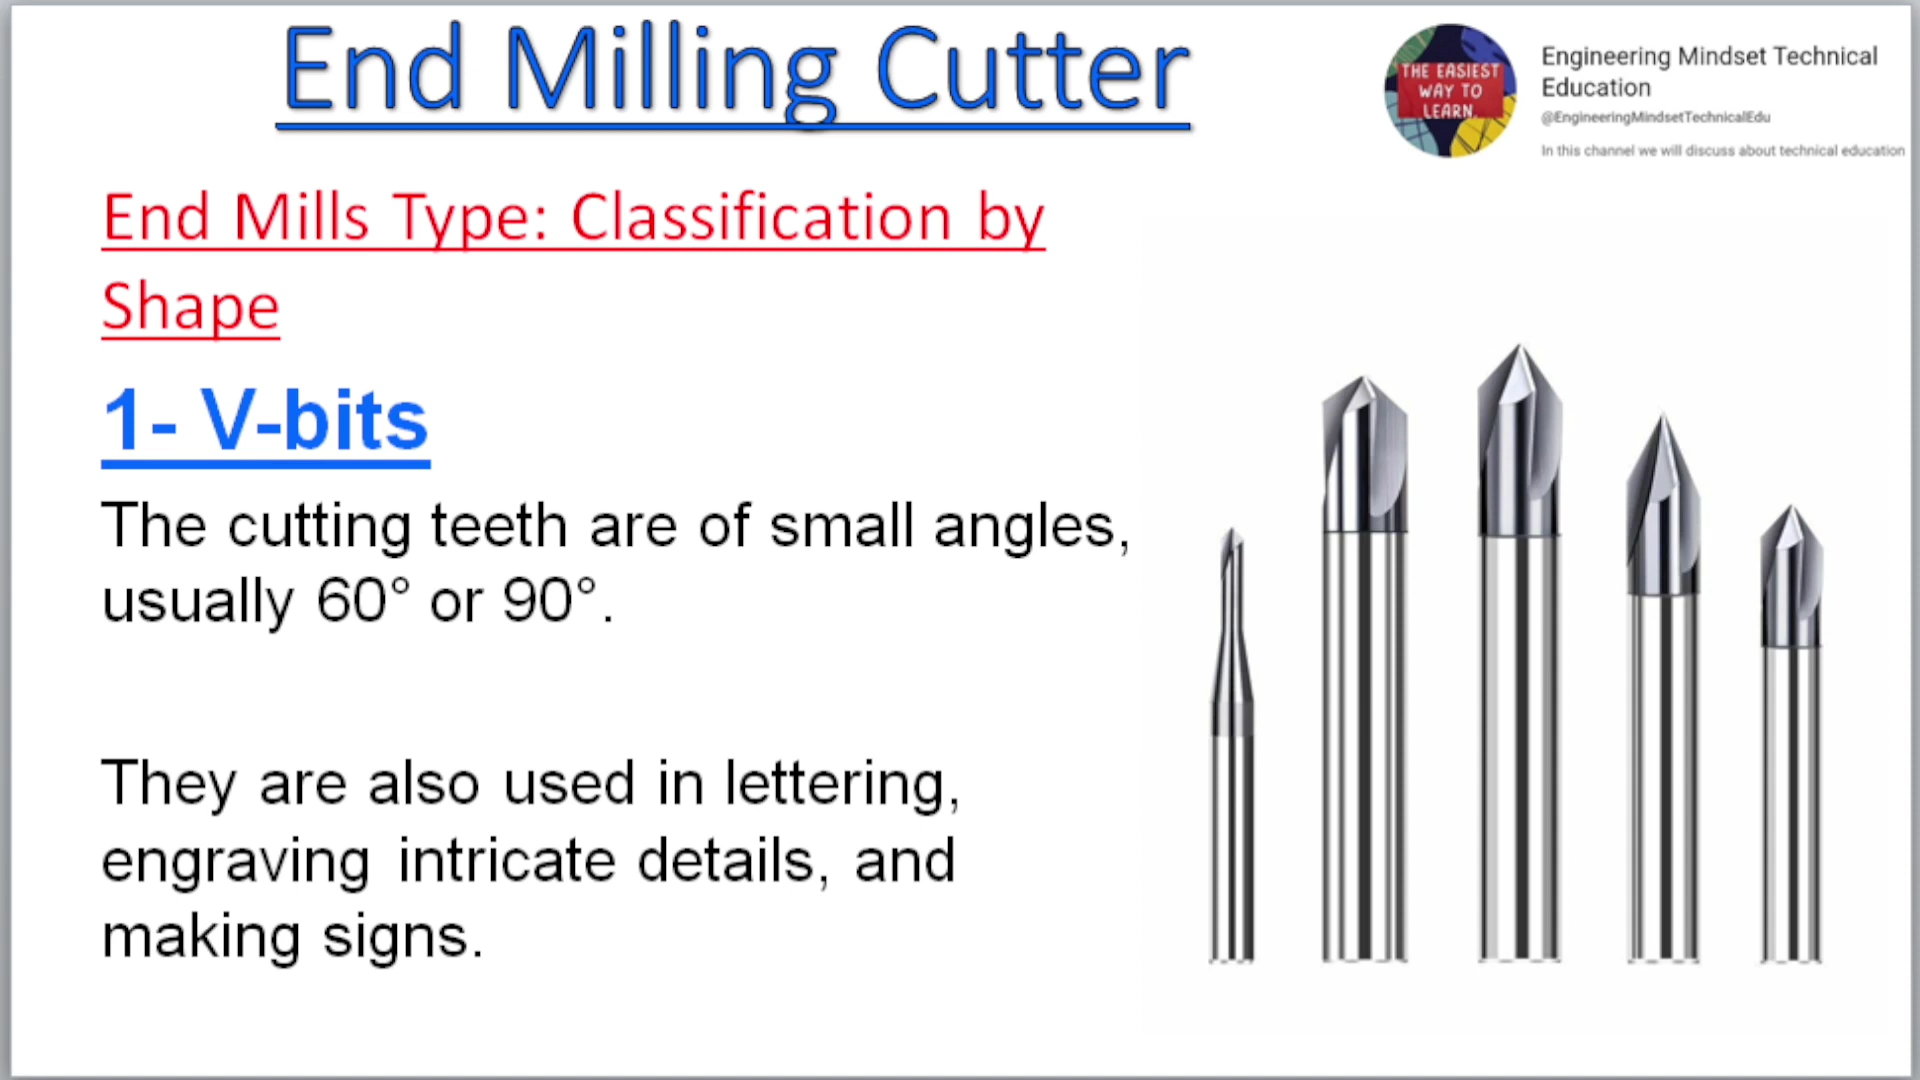 End Milling Cutter
THE EASIEST
WAY TO
LEARN.
Engineering Mindset Technical
Education
@EngineeringMindsetTechnicalEdu
In this channel we will discuss about technical education
End Mills Type: Classification by
Shape
1- V-bits
The cutting teeth are of small angles,
usually 60° or 90°.
They are also used in lettering,
engraving intricate details, and
making signs.